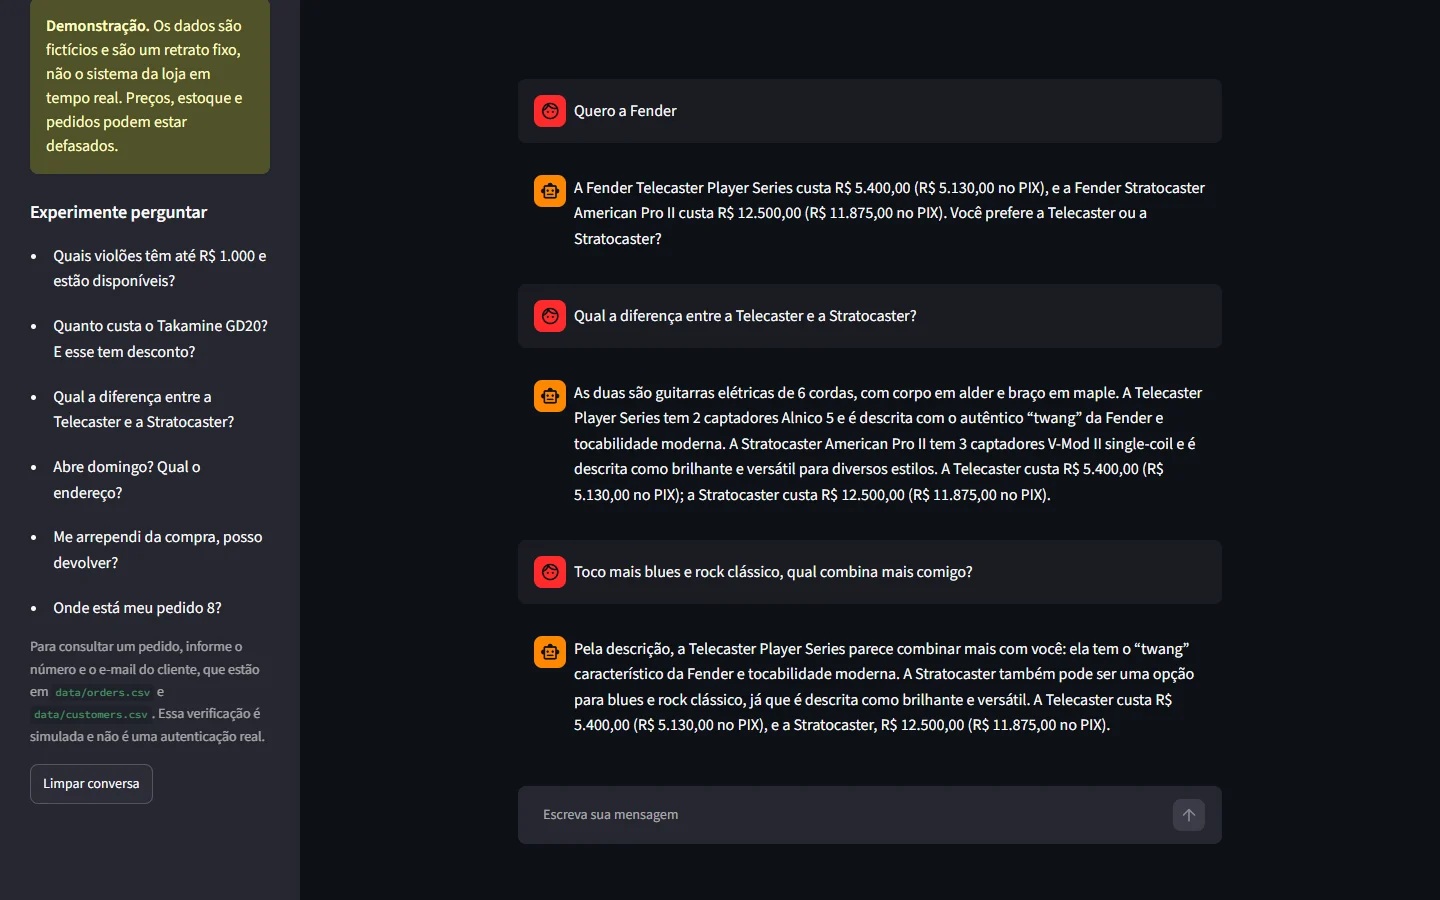 Demonstração. Os dados são
fictícios e são um retrato fixo,
não o sistema da loja em
tempo real. Preços, estoque e
pedidos podem estar
defasados.
Experimente perguntar
Quais violões têm até R$ 1.000 e
estão disponíveis?
Quanto custa o Takamine GD20?
E esse tem desconto?
Qual a diferença entre a
Telecaster e a Stratocaster?
Abre domingo? Qual o
endereço?
Me arrependi da compra, posso
devolver?
Onde está meu pedido 8?
Para consultar um pedido, informe o
número e o e-mail do cliente, que estão
em data/orders.csv e
data/customers.csv. Essa verificação é
simulada e não é uma autenticação real.
Limpar conversa
Quero a Fender
A Fender Telecaster Player Series custa R$ 5.400,00 (R$ 5.130,00 no PIX), e a Fender Stratocaster
American Pro II custa R$ 12.500,00 (R$ 11.875,00 no PIX). Você prefere a Telecaster ou a
Stratocaster?
Qual a diferença entre a Telecaster e a Stratocaster?
As duas são guitarras elétricas de 6 cordas, com corpo em alder e braço em maple. A Telecaster
Player Series tem 2 captadores Alnico 5 e é descrita com o autêntico “twang” da Fender e
tocabilidade moderna. A Stratocaster American Pro II tem 3 captadores V-Mod II single-coil e é
descrita como brilhante e versátil para diversos estilos. A Telecaster custa R$ 5.400,00 (R$
5.130,00 no PIX); a Stratocaster custa R$ 12.500,00 (R$ 11.875,00 no PIX).
Toco mais blues e rock clássico, qual combina mais comigo?
Pela descrição, a Telecaster Player Series parece combinar mais com você: ela tem o “twang”
característico da Fender e tocabilidade moderna. A Stratocaster também pode ser uma opção
para blues e rock clássico, já que é descrita como brilhante e versátil. A Telecaster custa R$
5.400,00 (R$ 5.130,00 no PIX), e a Stratocaster, R$ 12.500,00 (R$ 11.875,00 no PIX).
Escreva sua mensagem